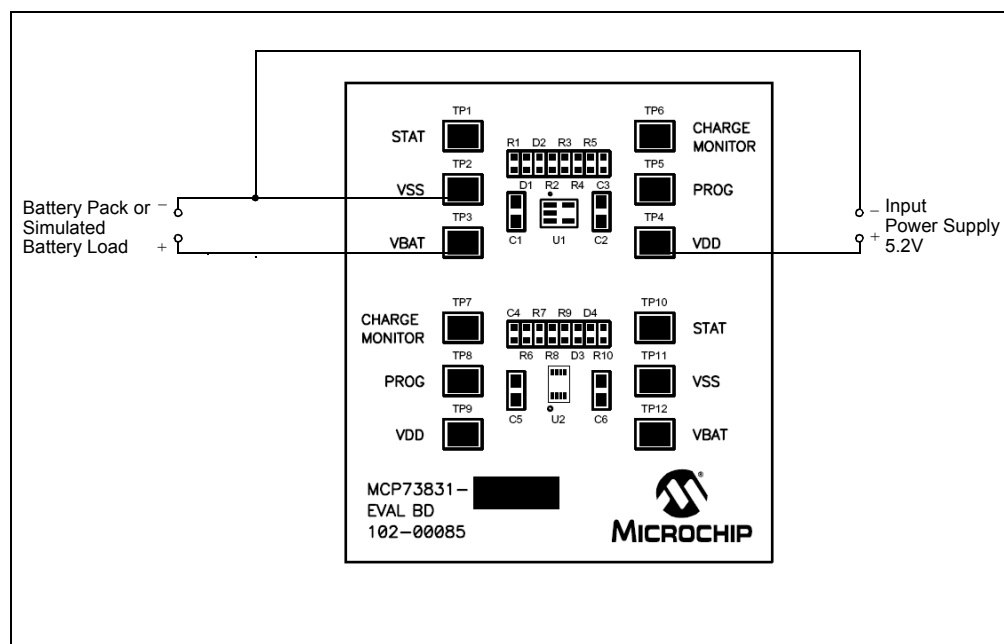 TP1
STAT
TP2
VSS
TP3
VBAT
R1 D2 R3 R5
D1 R2 R4 C3
C1 U1 C2
TP6
CHARGE
MONITOR
TP5
PROG
TP4
VDD
Battery Pack or −
Simulated
Battery Load +
− Input
Power Supply
+ 5.2V
TP7
CHARGE
MONITOR
TP8
PROG
TP9
VDD
C4 R7 R9 D4
R6 R8 D3 R10
C5 U2 C6
TP10
STAT
TP11
VSS
TP12
VBAT
MCP73831-
EVAL BD
102-00085
®
MICROCHIP